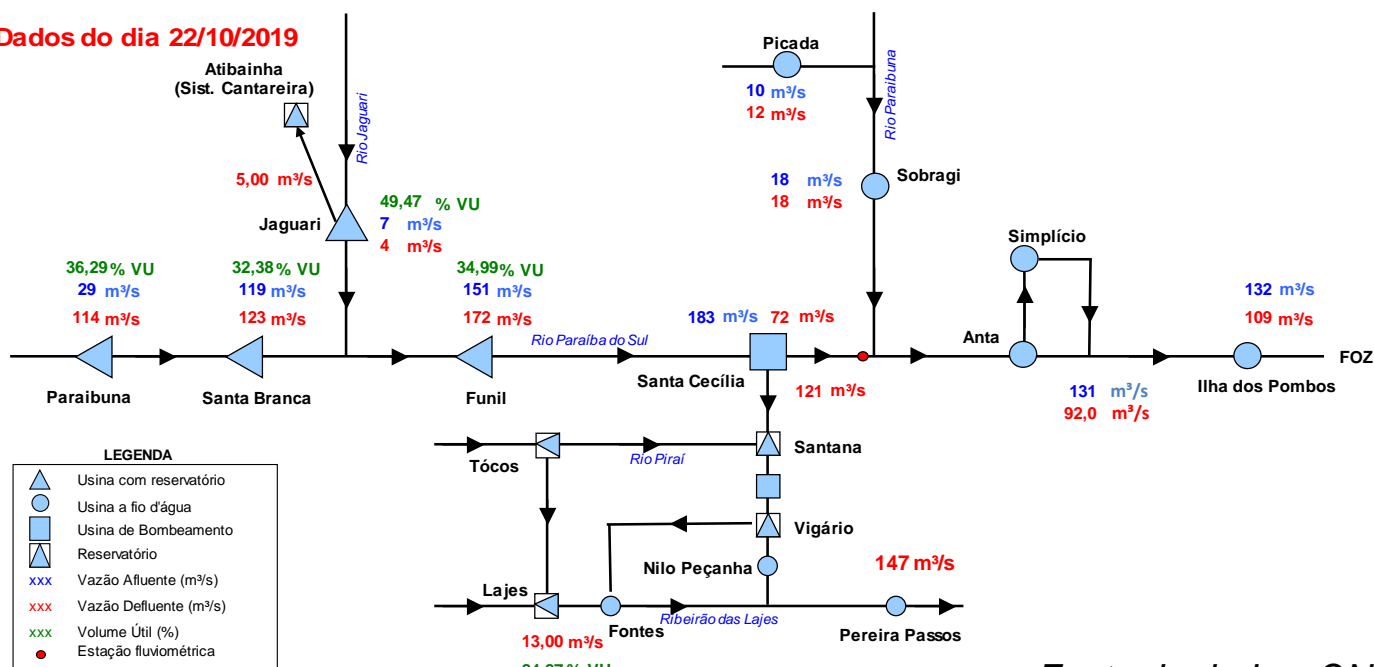 Dados do dia 22/10/2019
Atibainha
(Sist. Cantareira)
Rio Jaguari
5,00 m³/s
Jaguari
49,47 % VU
7 m³/s
4 m³/s
Picada
10 m³/s
12 m³/s
Rio Paraibuna
18 m³/s
18 m³/s
Sobragi
36,29 % VU
29 m³/s
114 m³/s
Paraibuna
32,38 % VU
119 m³/s
123 m³/s
Santa Branca
34,99 % VU
151 m³/s
172 m³/s
Funil
Rio Paraíba do Sul
183 m³/s 72 m³/s
Santa Cecília
121 m³/s
Simplício
Anta
131 m³/s
92,0 m³/s
132 m³/s
109 m³/s
Ilha dos Pombos
FOZ
Tócos
Rio Piraí
Santana
Vigário
Nilo Peçanha
147 m³/s
Lajes
Fontes
Ribeirão das Lajes
Pereira Passos
13,00 m³/s
LEGENDA
Usina com reservatório
Usina a fio d'água
Usina de Bombeamento
Reservatório
xxx Vazão Afluente (m³/s)
xxx Vazão Defluente (m³/s)
xxx Volume Útil (%)
Estação fluviométrica